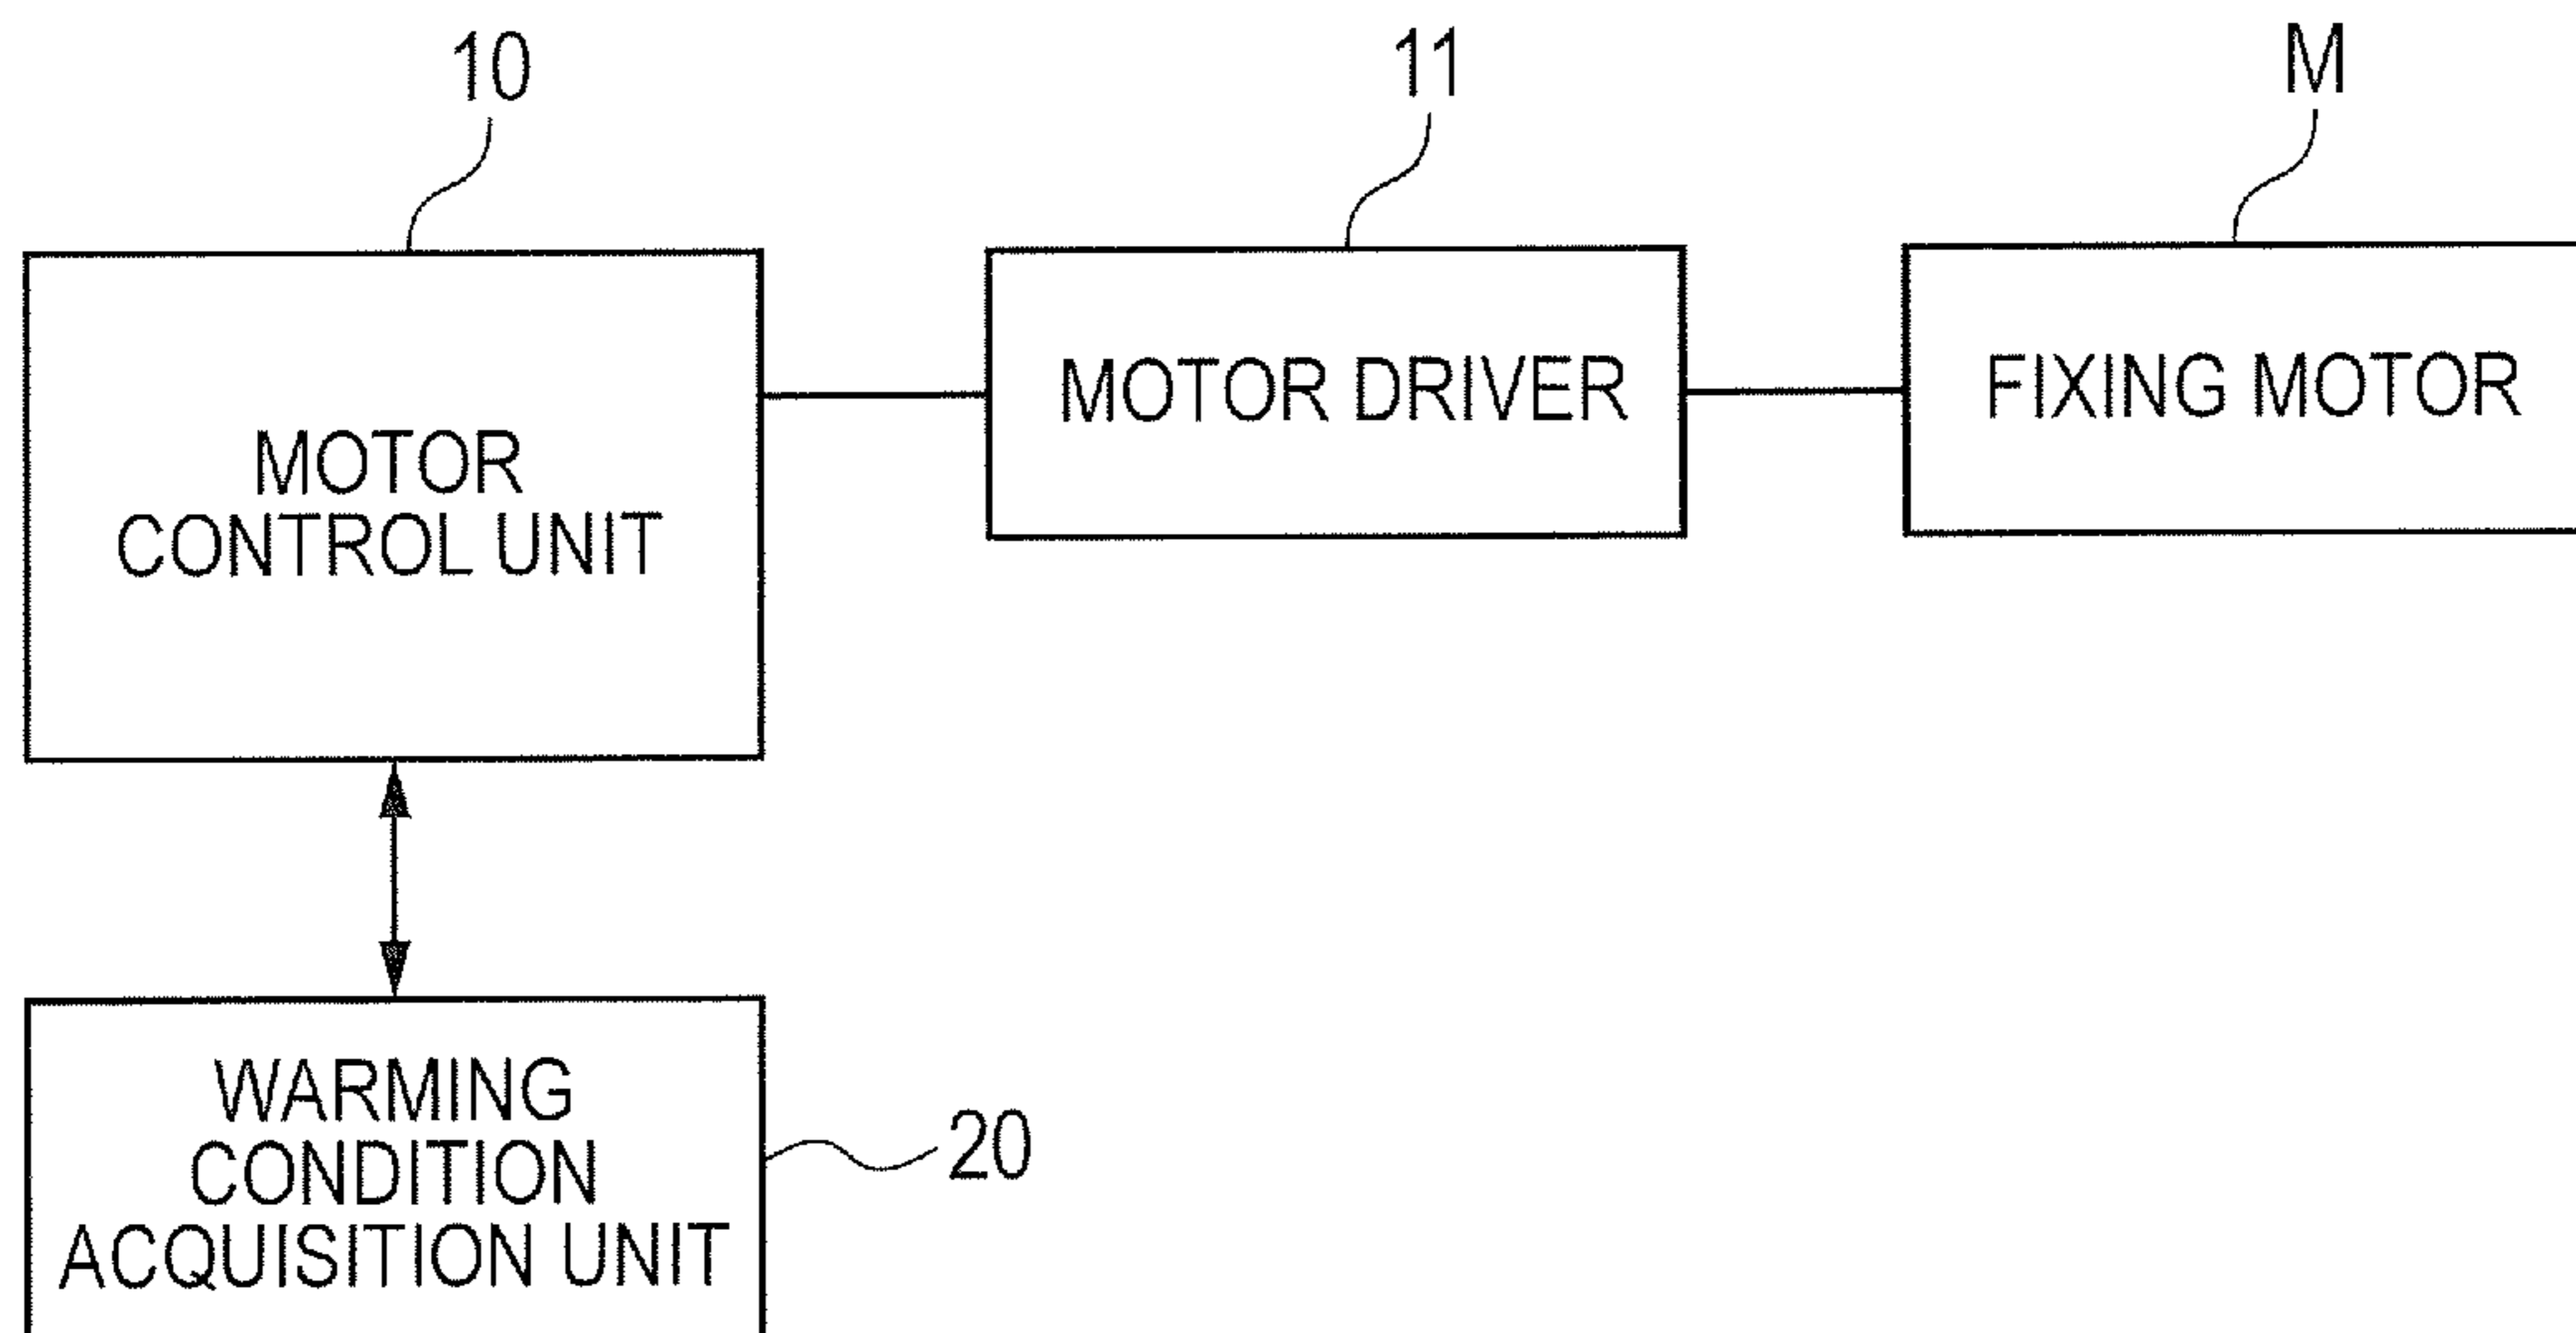 10
11
M
MOTOR
CONTROL UNIT
MOTOR DRIVER
FIXING MOTOR
WARMING
CONDITION
ACQUISITION UNIT
20